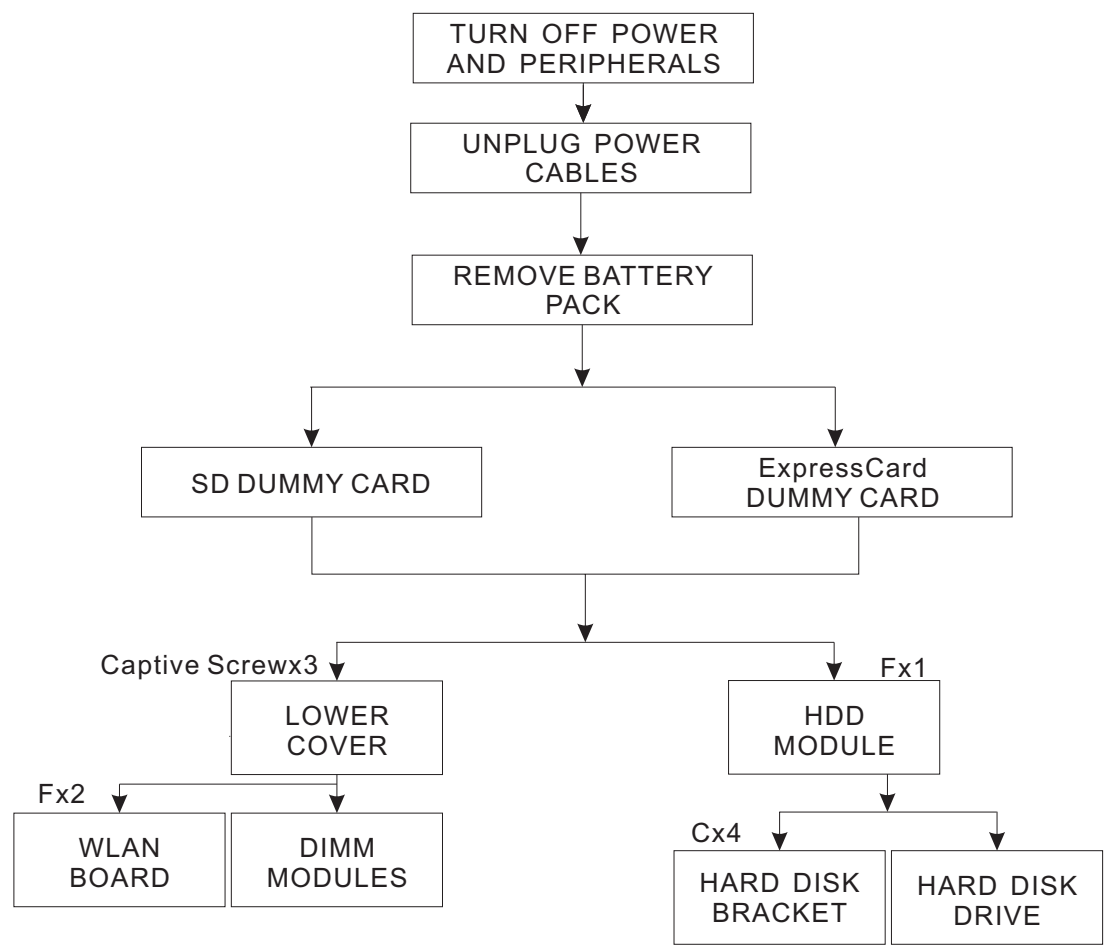 TURN OFF POWER
AND PERIPHERALS
UNPLUG POWER
CABLES
REMOVE BATTERY
PACK
SD DUMMY CARD
ExpressCard
DUMMY CARD
Captive Screwx3
LOWER
COVER
Fx1
HDD
MODULE
Fx2
WLAN
BOARD
DIMM
MODULES
Cx4
HARD DISK
BRACKET
HARD DISK
DRIVE